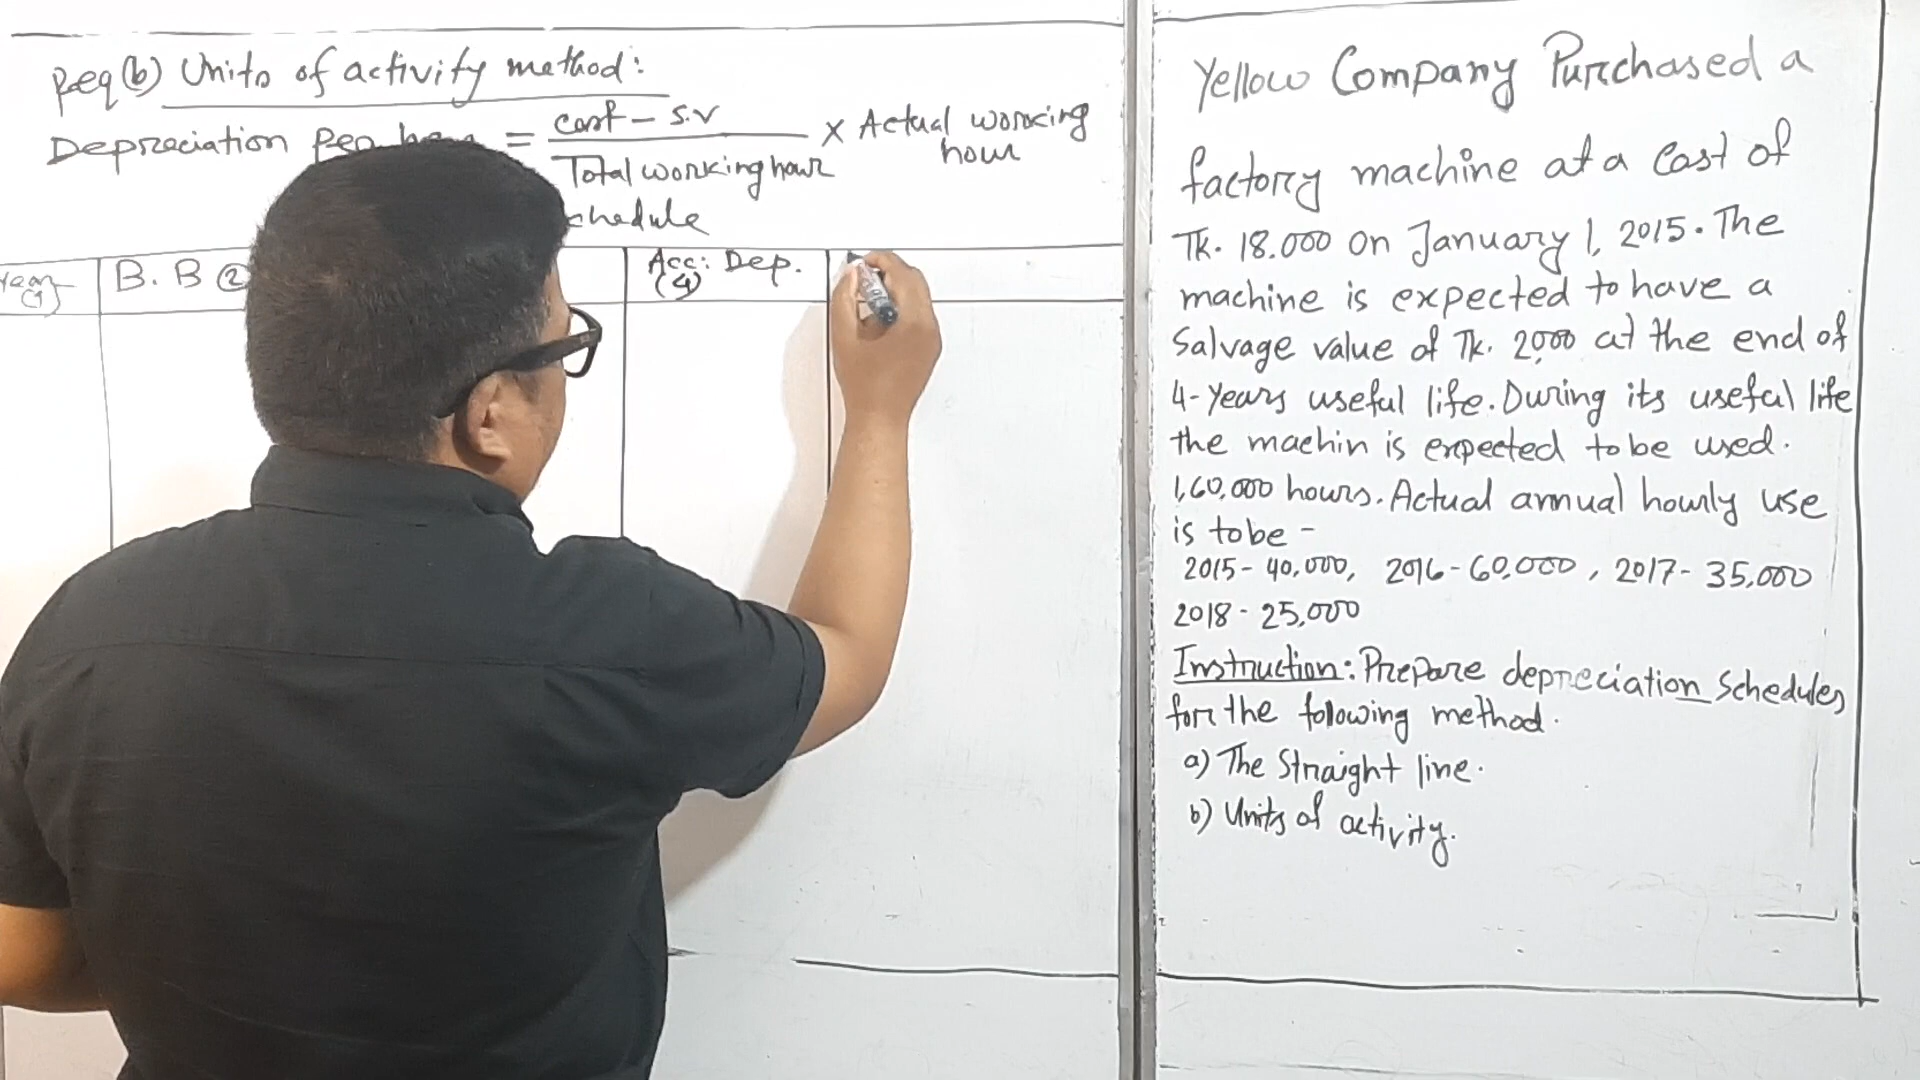 Req (b) Units of activity method:
Depreciation Per = cost - S.V / Total working hour × Actual working hour
Year (1) B. B (2) Acc: Dep. (4)
Yellow Company Purchased a
factory machine at a Cost of
Tk. 18.000 on January 1, 2015. The
machine is expected to have a
Salvage value of Tk. 2,000 at the end of
4-Years useful life. During its useful life
the machin is expected to be used.
1,60,000 hours. Actual annual hourly use
is to be -
2015 - 40,000, 2016 - 60,000, 2017 - 35,000
2018 - 25,000
Instruction: Prepare depreciation Schedules
for the folowing method.
a) The Straight line.
b) Units of activity.